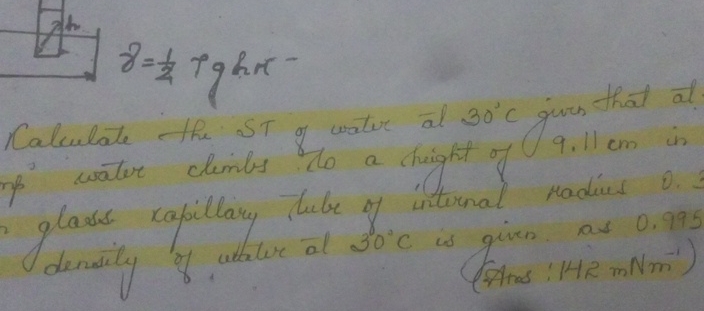 γ = 1/2 ρghr
Calculate the ST of water at 30°C given that at
water climbs to a height of 9.11 cm in
glass capillary tube of internal radius 0.3
density of water at 30°C is given as 0.995
(Ans: 142 mNm⁻¹)